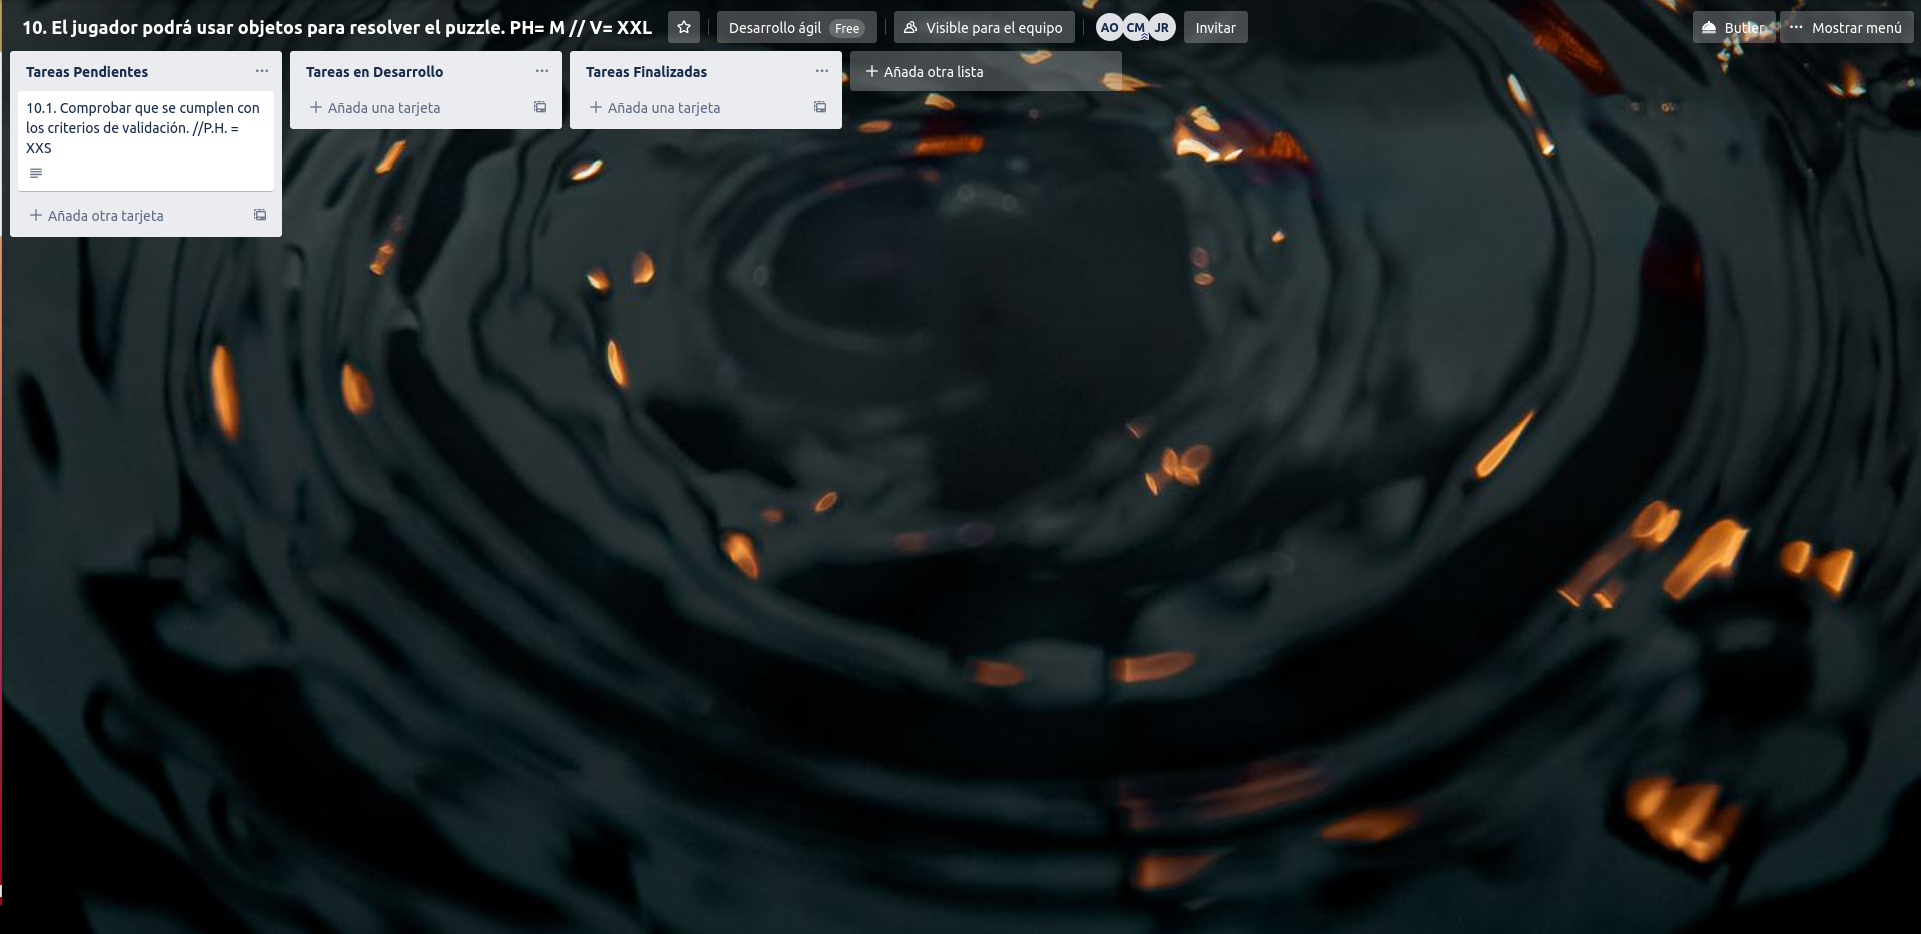 10. El jugador podrá usar objetos para resolver el puzzle. PH= M // V= XXL
Desarrollo ágil Free
Visible para el equipo
AO CM JR
Invitar
Butler
Mostrar menú
Tareas Pendientes
10.1. Comprobar que se cumplen con
los criterios de validación. //P.H. =
XXS
Añada otra tarjeta
Tareas en Desarrollo
Añada una tarjeta
Tareas Finalizadas
Añada una tarjeta
Añada otra lista